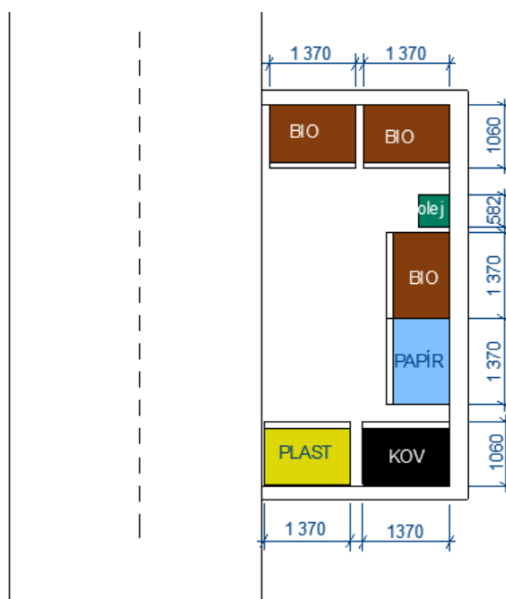 1 370 1 370
BIO BIO
1060
olej
582
BIO
1 370
PAPÍR
1 370
PLAST KOV
1060
1 370 1370